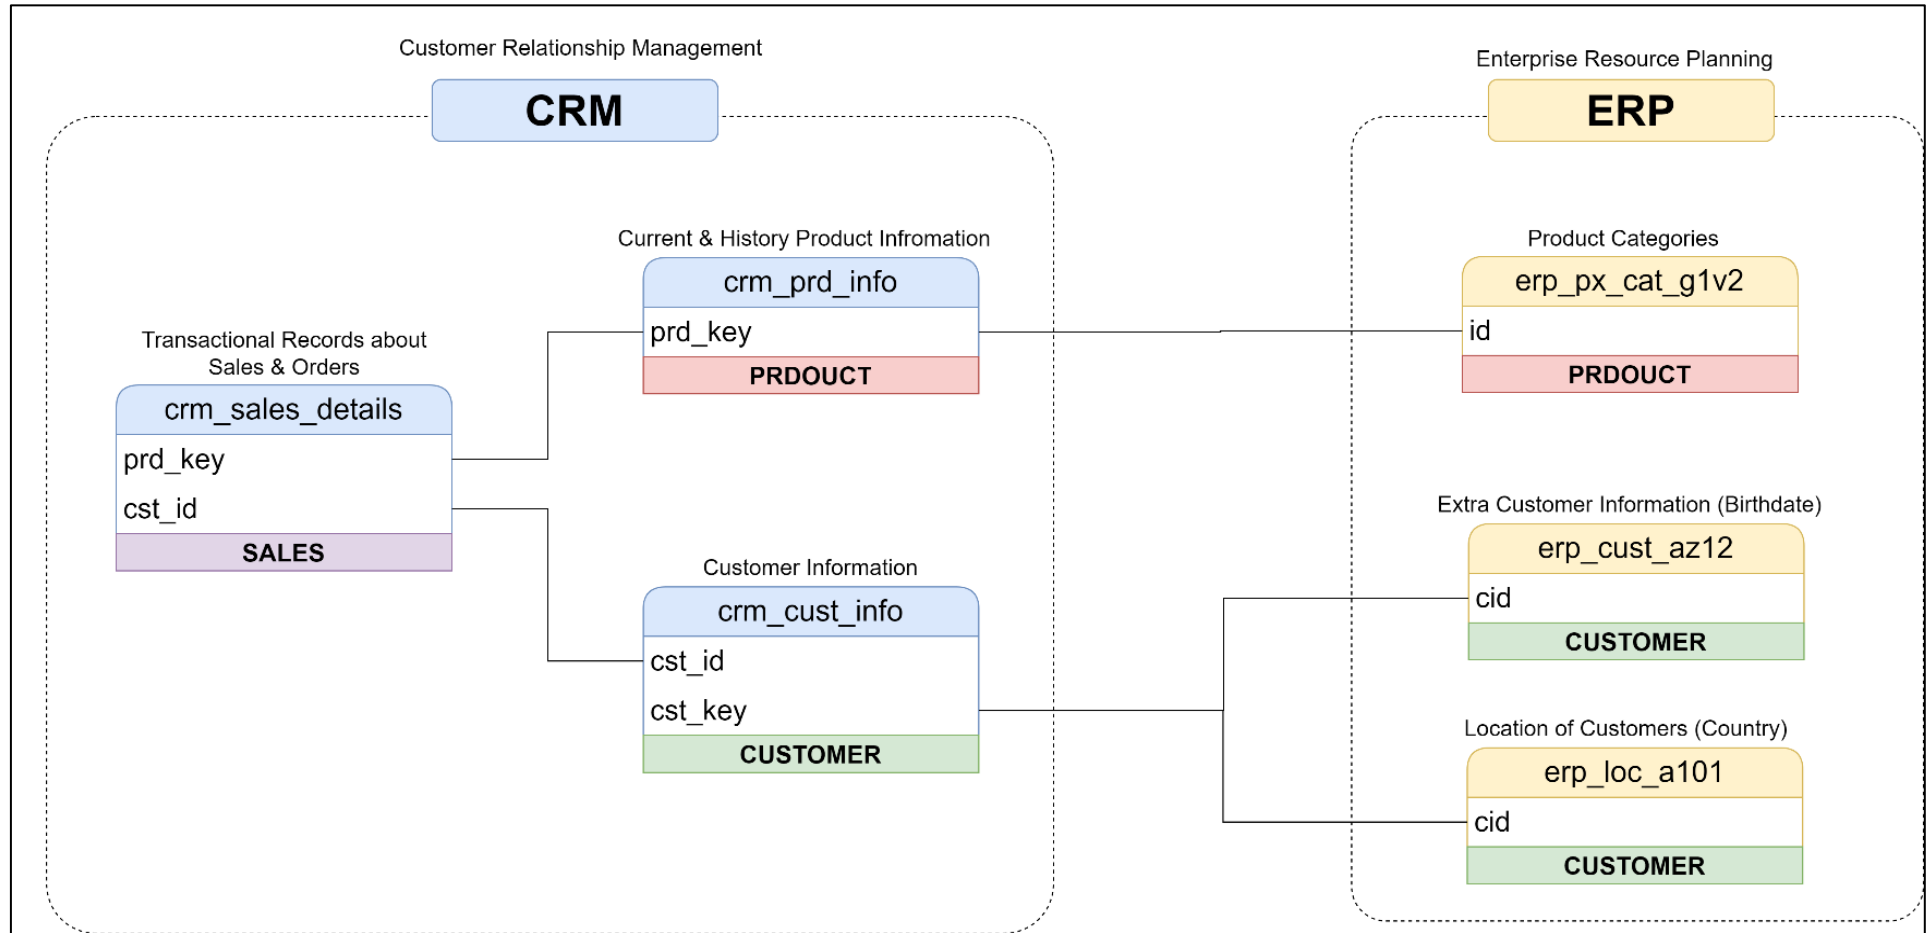 Customer Relationship Management
CRM
Enterprise Resource Planning
ERP
Transactional Records about
Sales & Orders
crm_sales_details
prd_key
cst_id
SALES
Current & History Product Infromation
crm_prd_info
prd_key
PRDOUCT
Customer Information
crm_cust_info
cst_id
cst_key
CUSTOMER
Product Categories
erp_px_cat_g1v2
id
PRDOUCT
Extra Customer Information (Birthdate)
erp_cust_az12
cid
CUSTOMER
Location of Customers (Country)
erp_loc_a101
cid
CUSTOMER